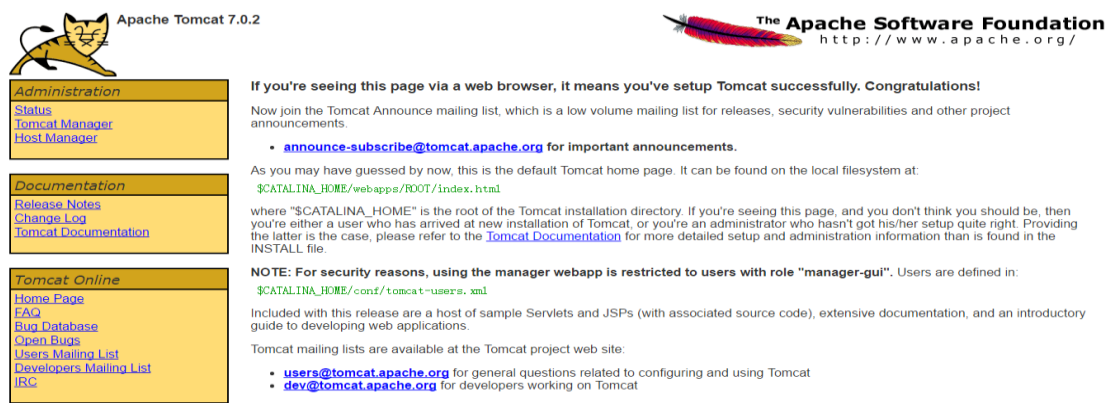 Apache Tomcat 7.0.2
The Apache Software Foundation
http://www.apache.org/
Administration
Status
Tomcat Manager
Host Manager
Documentation
Release Notes
Change Log
Tomcat Documentation
Tomcat Online
Home Page
FAQ
Bug Database
Open Bugs
Users Mailing List
Developers Mailing List
IRC
If you're seeing this page via a web browser, it means you've setup Tomcat successfully. Congratulations!
Now join the Tomcat Announce mailing list, which is a low volume mailing list for releases, security vulnerabilities and other project
announcements.
• announce-subscribe@tomcat.apache.org for important announcements.
As you may have guessed by now, this is the default Tomcat home page. It can be found on the local filesystem at:
$CATALINA_HOME/webapps/ROOT/index.html
where "$CATALINA_HOME" is the root of the Tomcat installation directory. If you're seeing this page, and you don't think you should be, then
you're either a user who has arrived at new installation of Tomcat, or you're an administrator who hasn't got his/her setup quite right. Providing
the latter is the case, please refer to the Tomcat Documentation for more detailed setup and administration information than is found in the
INSTALL file.
NOTE: For security reasons, using the manager webapp is restricted to users with role "manager-gui". Users are defined in:
$CATALINA_HOME/conf/tomcat-users.xml
Included with this release are a host of sample Servlets and JSPs (with associated source code), extensive documentation, and an introductory
guide to developing web applications.
Tomcat mailing lists are available at the Tomcat project web site:
• users@tomcat.apache.org for general questions related to configuring and using Tomcat
• dev@tomcat.apache.org for developers working on Tomcat